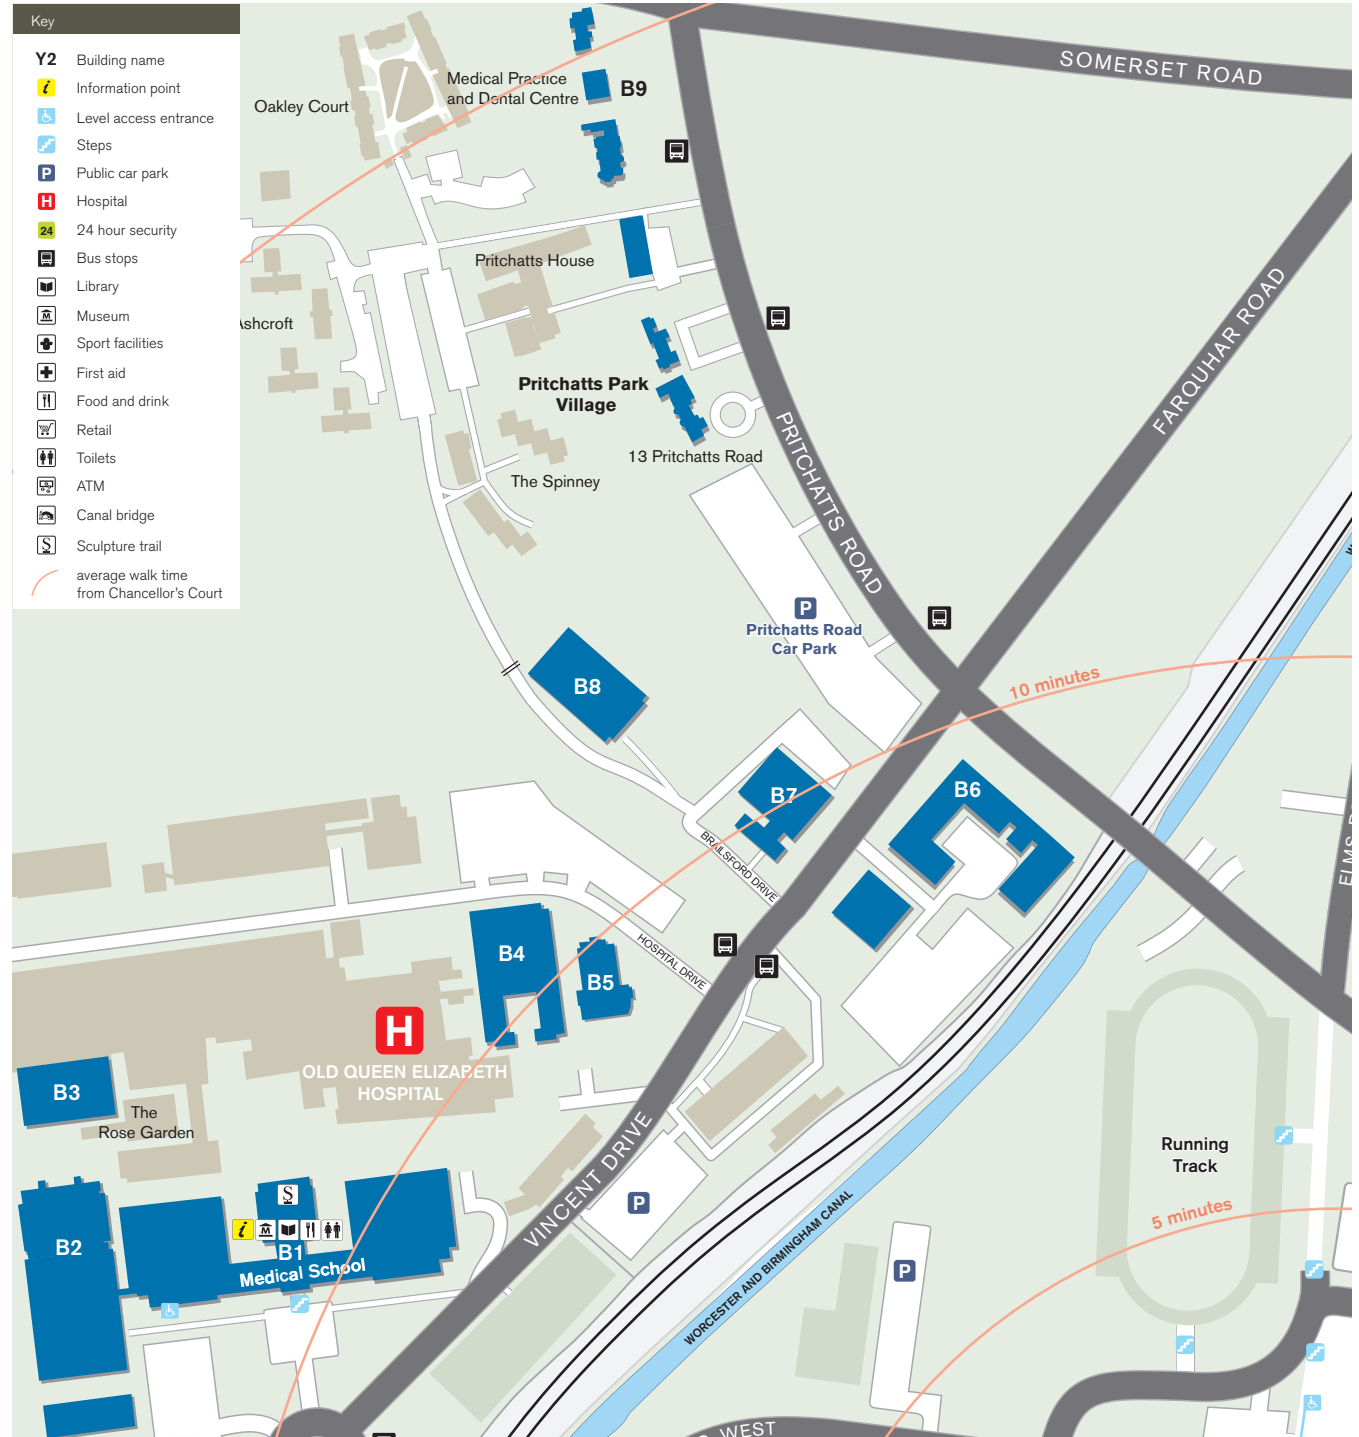 Key
Y2 Building name
i Information point
Level access entrance
Steps
P Public car park
H Hospital
24 24 hour security
Bus stops
Library
M Museum
Sport facilities
First aid
Food and drink
Retail
Toilets
ATM
Canal bridge
S Sculpture trail
average walk time
from Chancellor's Court
SOMERSET ROAD
Medical Practice
and Dental Centre
B9
Oakley Court
Pritchatts House
Ashcroft
FARQUHAR ROAD
Pritchatts Park
Village
13 Pritchatts Road
The Spinney
PRITCHATTS ROAD
P
Pritchatts Road
Car Park
10 minutes
B8
B7
B6
BRAILSFORD DRIVE
HOSPITAL DRIVE
B4
B5
H
OLD QUEEN ELIZABETH
HOSPITAL
B3
The
Rose Garden
VINCENT DRIVE
Running
Track
5 minutes
P
S
i M
B2
B1
Medical School
WORCESTER AND BIRMINGHAM CANAL
P
WEST
ELMS